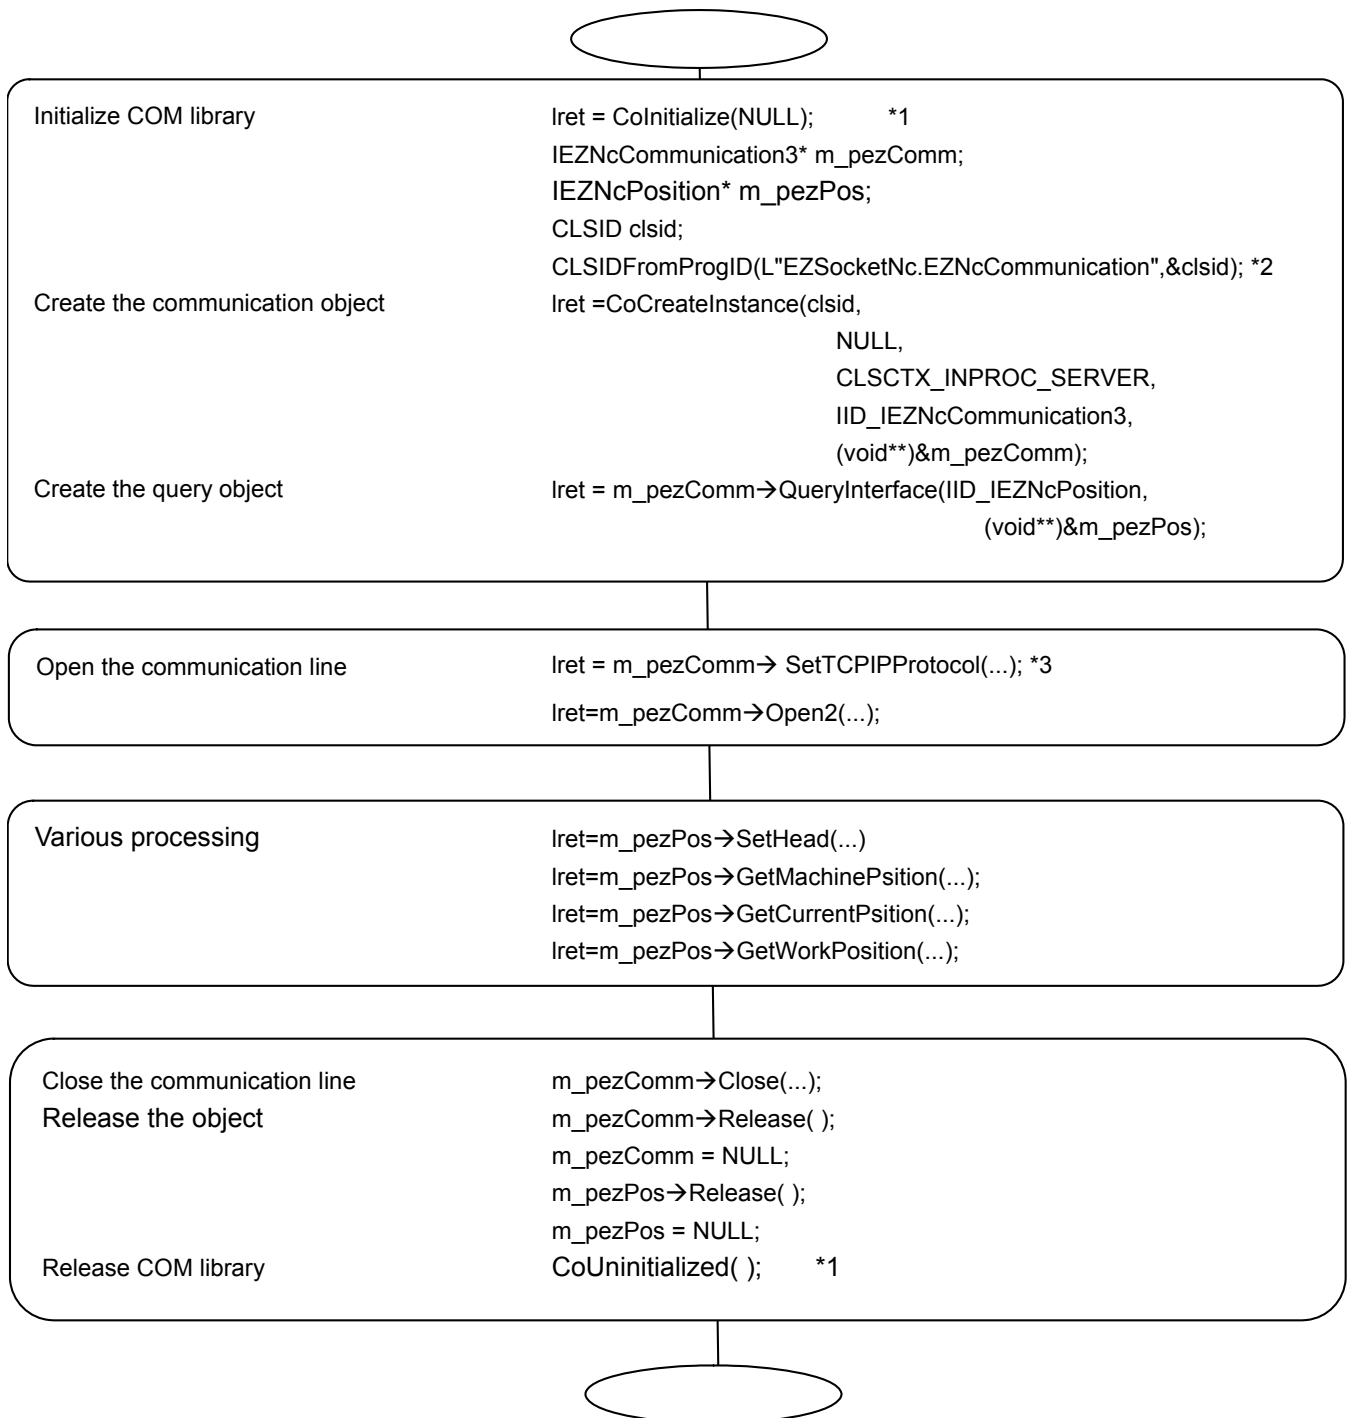 Initialize COM library lret = CoInitialize(NULL); *1
IEZNcCommunication3* m_pezComm;
IEZNcPosition* m_pezPos;
CLSID clsid;
CLSIDFromProgID(L"EZSocketNc.EZNcCommunication",&clsid); *2
Create the communication object lret =CoCreateInstance(clsid,
NULL,
CLSCTX_INPROC_SERVER,
IID_IEZNcCommunication3,
(void**)&m_pezComm);
Create the query object lret = m_pezComm→QueryInterface(IID_IEZNcPosition,
(void**)&m_pezPos);
Open the communication line lret = m_pezComm→ SetTCPIPProtocol(...); *3
lret=m_pezComm→Open2(...);
Various processing lret=m_pezPos→SetHead(...)
lret=m_pezPos→GetMachinePsition(...);
lret=m_pezPos→GetCurrentPsition(...);
lret=m_pezPos→GetWorkPosition(...);
Close the communication line m_pezComm→Close(...);
Release the object m_pezComm→Release( );
m_pezComm = NULL;
m_pezPos→Release( );
m_pezPos = NULL;
Release COM library CoUninitialized( ); *1